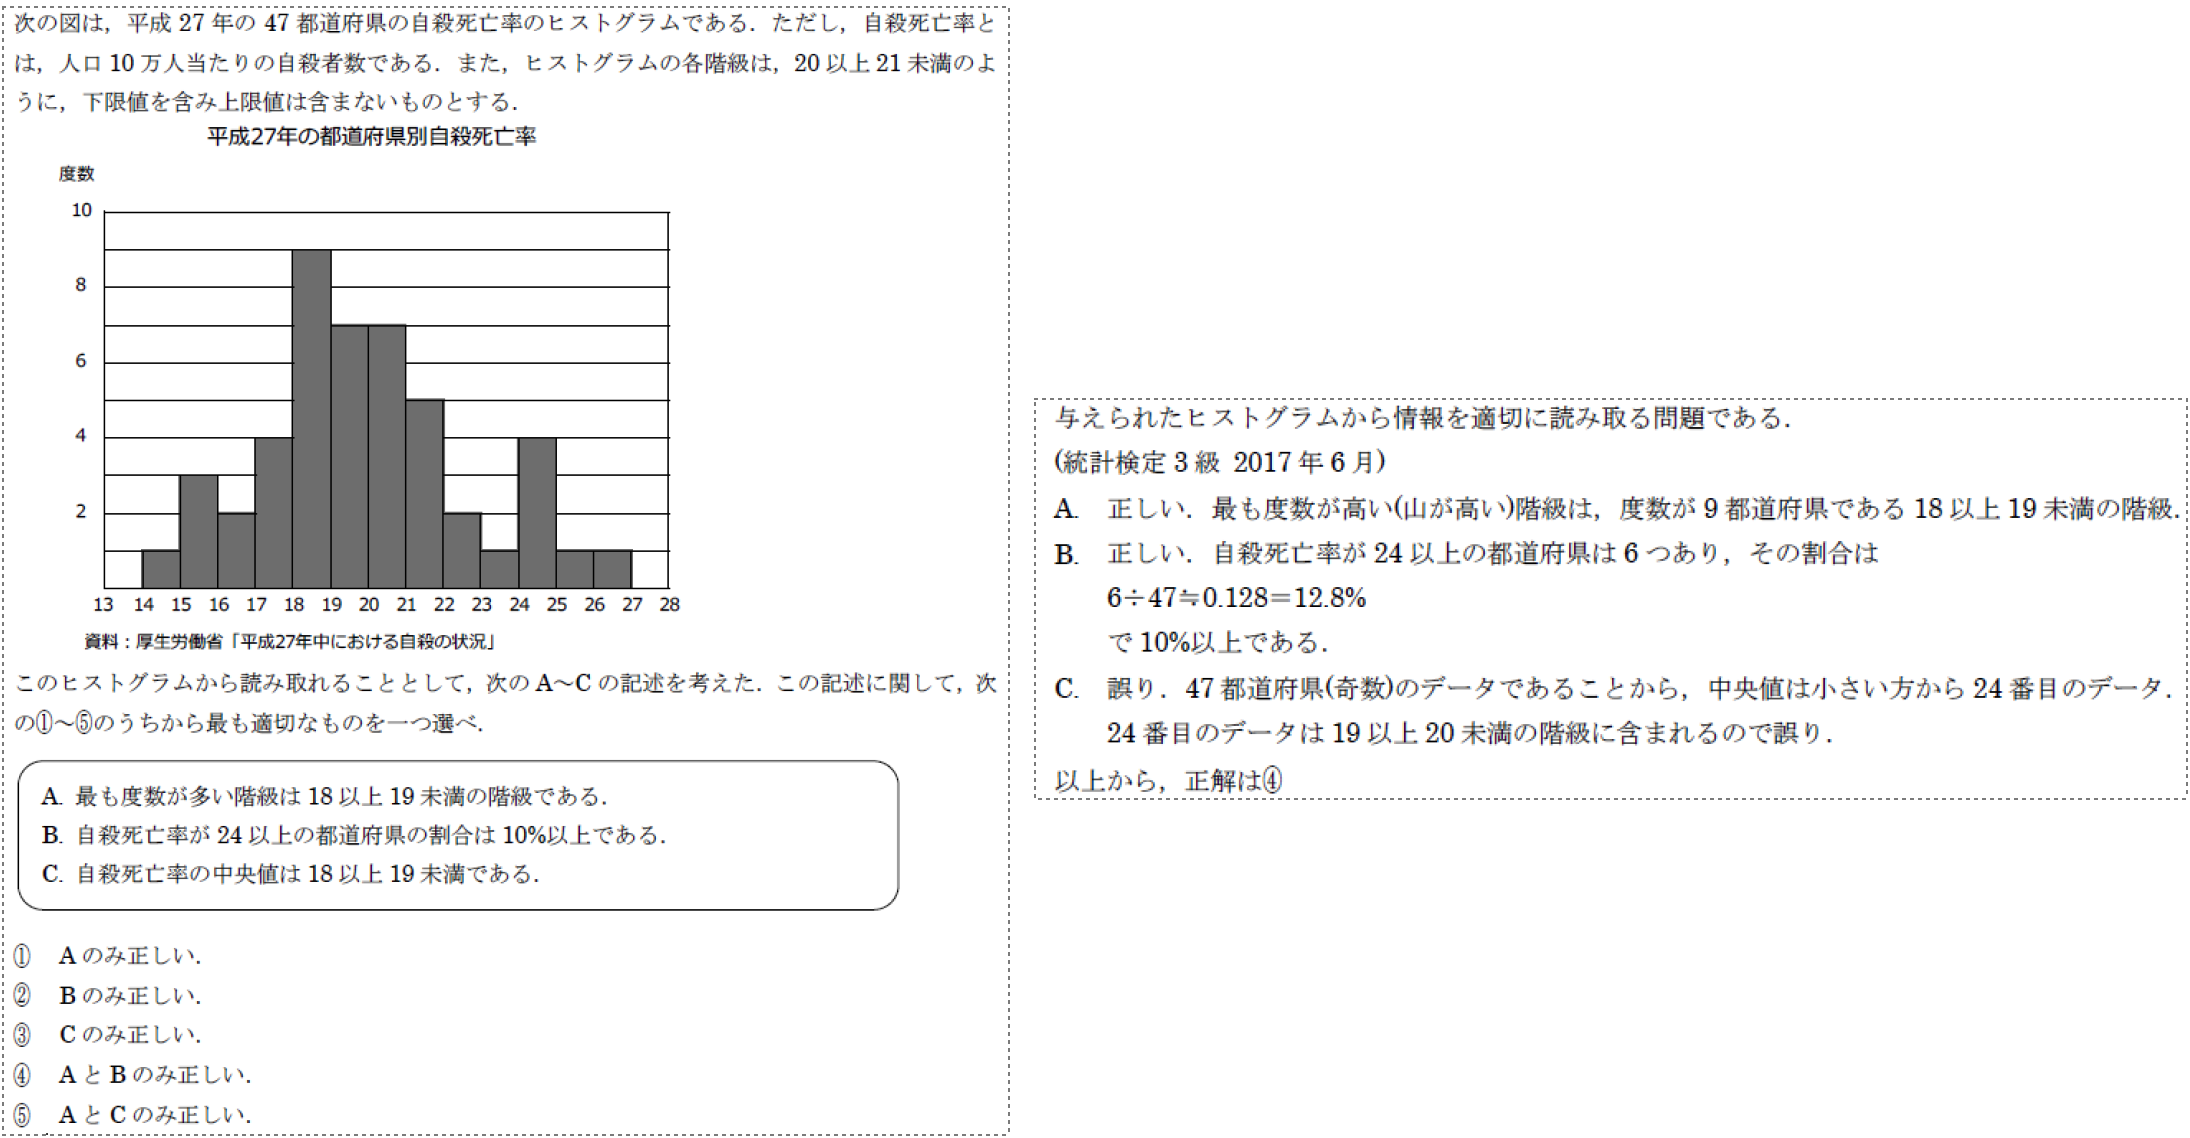 次の図は，平成 27 年の 47 都道府県の自殺死亡率のヒストグラムである．ただし，自殺死亡率と
は，人口 10 万人当たりの自殺者数である．また，ヒストグラムの各階級は，20 以上 21 未満のよ
うに，下限値を含み上限値は含まないものとする．
平成27年の都道府県別自殺死亡率
度数
10
8
6
4
2
13 14 15 16 17 18 19 20 21 22 23 24 25 26 27 28
資料：厚生労働省「平成27年中における自殺の状況」
このヒストグラムから読み取れることとして，次の A～C の記述を考えた．この記述に関して，次
の①～⑤のうちから最も適切なものを一つ選べ．
A. 最も度数が多い階級は 18 以上 19 未満の階級である．
B. 自殺死亡率が 24 以上の都道府県の割合は 10%以上である．
C. 自殺死亡率の中央値は 18 以上 19 未満である．
① A のみ正しい．
② B のみ正しい．
③ C のみ正しい．
④ A と B のみ正しい．
⑤ A と C のみ正しい．
与えられたヒストグラムから情報を適切に読み取る問題である．
(統計検定 3 級 2017 年 6 月)
A. 正しい．最も度数が高い(山が高い)階級は，度数が 9 都道府県である 18 以上 19 未満の階級．
B. 正しい．自殺死亡率が 24 以上の都道府県は 6 つあり，その割合は
6÷47≒0.128＝12.8%
で 10%以上である．
C. 誤り．47 都道府県(奇数)のデータであることから，中央値は小さい方から 24 番目のデータ．
24 番目のデータは 19 以上 20 未満の階級に含まれるので誤り．
以上から，正解は④